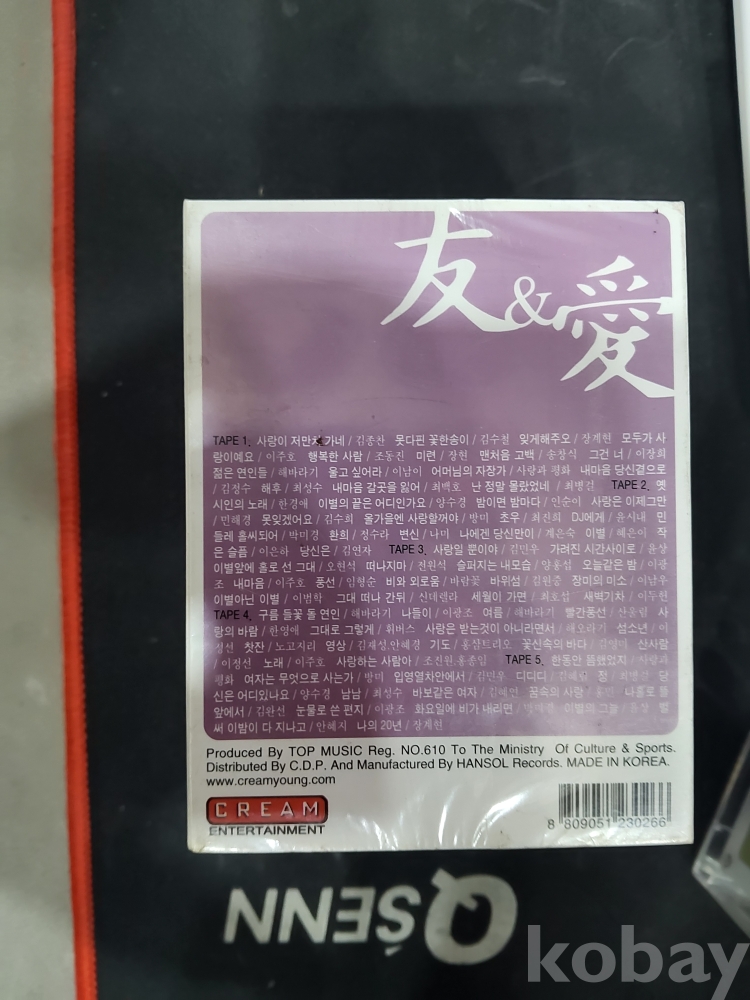 友&愛
TAPE 1. 사랑이 저만치 가네 / 김종찬 못다핀 꽃한송이 / 김수철 잊게해주오 / 장계현 모두가 사
랑이예요 / 이주호 행복한 사람 / 조동진 미련 / 장현 맨처음 고백 / 송창식 그건 너 / 이장희
젊은 연인들 / 해바라기 울고 싶어라 / 이남이 어머님의 자장가 / 사랑과 평화 내마음 당신곁으로
/ 김정수 해후 / 최성수 내마음 갈곳을 잃어 / 최백호 난 정말 몰랐었네 / 최병걸 TAPE 2. 옛
시인의 노래 / 한경애 이별의 끝은 어디인가요 / 양수경 밤이면 밤마다 / 인순이 사랑은 이제그만
/ 민해경 못잊겠어요 / 김수희 올가을엔 사랑할꺼야 / 방미 초우 / 최진희 DJ에게 / 윤시내 민
들레 홀씨되어 / 박미경 환희 / 정수라 변신 / 나미 나에겐 당신만이 / 계은숙 이별 / 혜은이 작
은 슬픔 / 이은하 당신은 / 김연자 TAPE 3. 사랑일 뿐이야 / 김민우 가려진 시간사이로 / 윤상
이별앞에 홀로 선 그대 / 오현석 떠나지마 / 전원식 슬퍼지는 내모습 / 양홍섭 오늘같은 밤 / 이광
조 내마음 / 이주호 풍선 / 임형순 비와 외로움 / 바람꽃 바위섬 / 김원중 장미의 미소 / 이남우
이별아닌 이별 / 이범학 그대 떠나 간뒤 / 신데렐라 세월이 가면 / 최호섭 새벽기차 / 이두헌
TAPE 4. 구름 들꽃 돌 연인 / 해바라기 나들이 / 이광조 여름 / 해바라기 빨간풍선 / 산울림 사
랑의 바람 / 한영애 그대로 그렇게 / 휘버스 사랑은 받는것이 아니라면서 / 해오라기 섬소년 / 이
정선 찻잔 / 노고지리 영상 / 김재성,안혜경 기도 / 홍삼트리오 꽃신속의 바다 / 김영미 산사람
/ 이정선 노래 / 이주호 사랑하는 사람아 / 조진원,홍종임 TAPE 5. 한동안 뜸했었지 / 사랑과
평화 여자는 무엇으로 사는가 / 방미 입영열차안에서 / 김민우 디디디 / 김혜림 정 / 최병걸 당
신은 어디있나요 / 양수경 남남 / 최성수 바보같은 여자 / 김혜연 꿈속의 사람 / 홍민 나홀로 뜰
앞에서 / 김완선 눈물로 쓴 편지 / 이광조 화요일에 비가 내리면 / 이별의 그늘 / 윤상 벌
써 이밤이 다 지나고 / 안혜지 나의 20년 / 장계현
Produced By TOP MUSIC Reg. NO.610 To The Ministry Of Culture & Sports.
Distributed By C.D.P. And Manufactured By HANSOL Records. MADE IN KOREA.
www.creamyoung.com
CREAM
ENTERTAINMENT
8 809051 230266
QSENN
kobay